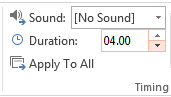 Sound: [No Sound]
Duration: 04.00
Apply To All
Timing